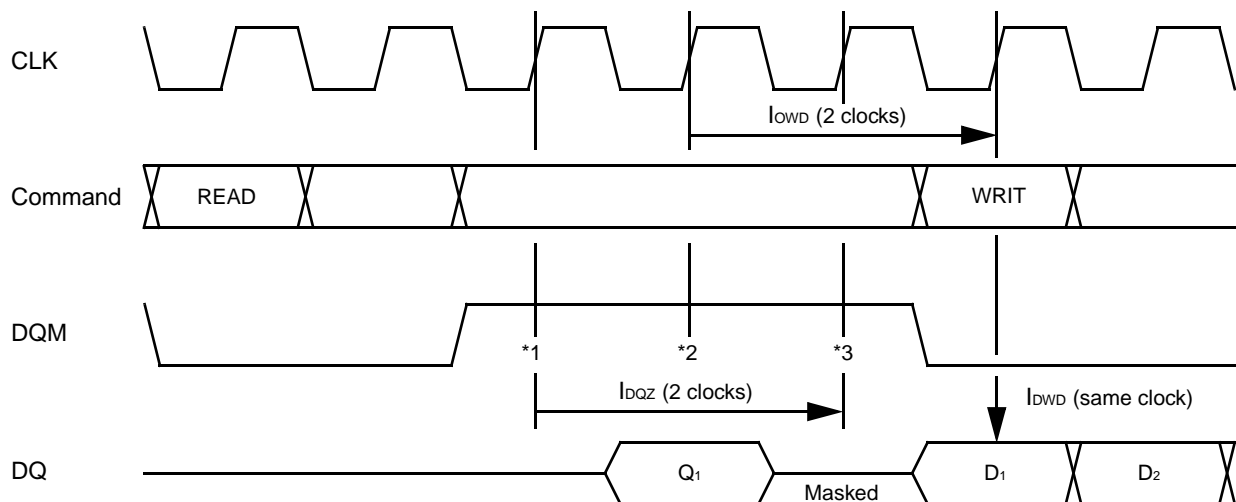 CLK
IOWD (2 clocks)
Command READ WRIT
DQM
*1 *2 *3
IDQZ (2 clocks) IDWD (same clock)
DQ Q1 Masked D1 D2